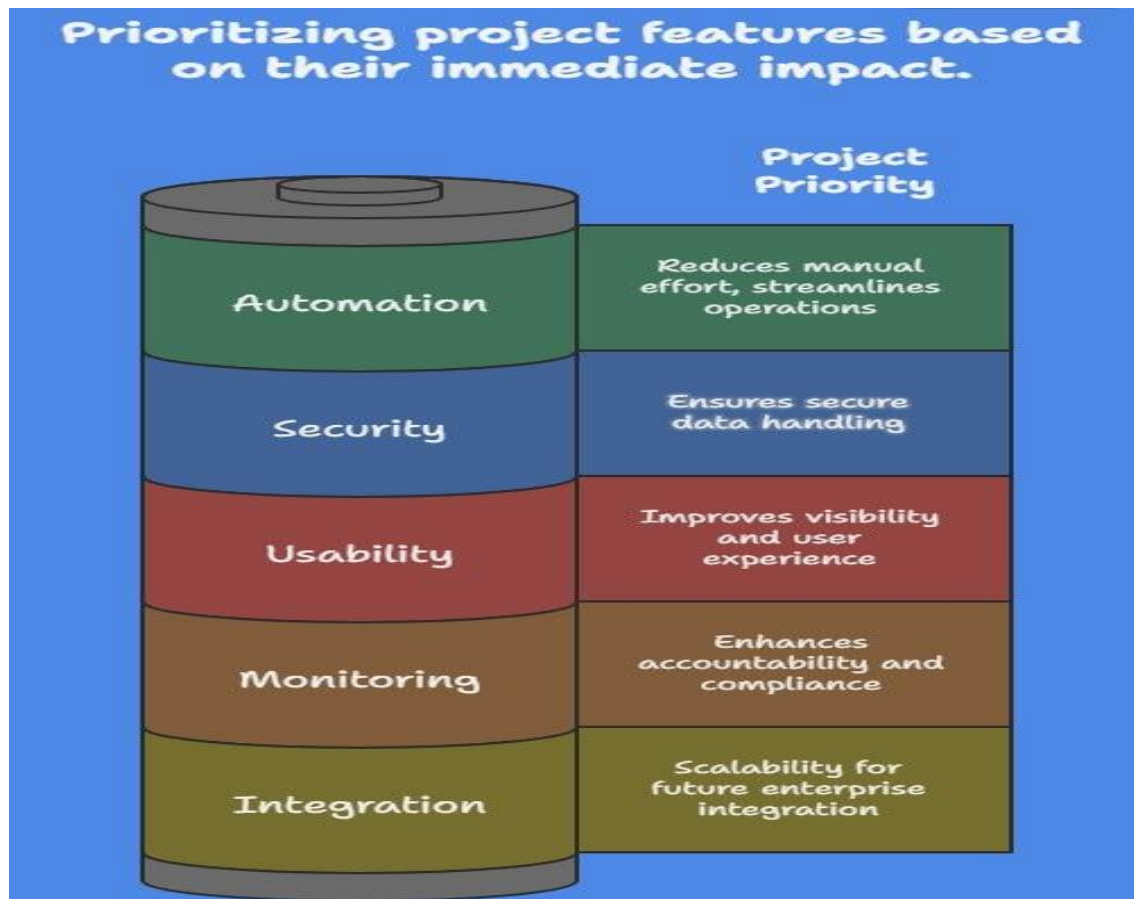 Prioritizing project features based
on their immediate impact.
Project
Priority
Automation
Reduces manual
effort, streamlines
operations
Security
Ensures secure
data handling
Usability
Improves visibility
and user
experience
Monitoring
Enhances
accountability and
compliance
Integration
Scalability for
future enterprise
integration